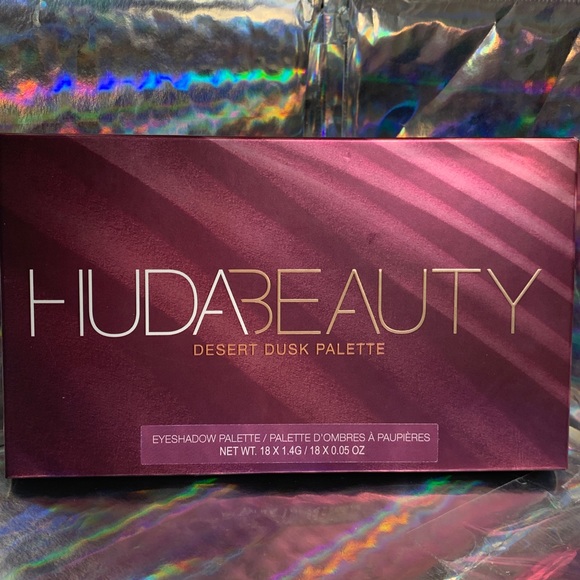 HUDABEAUTY
DESERT DUSK PALETTE
EYESHADOW PALETTE / PALETTE D'OMBRES À PAUPIÈRES
NET WT. 18 X 1.4G / 18 X 0.05 OZ